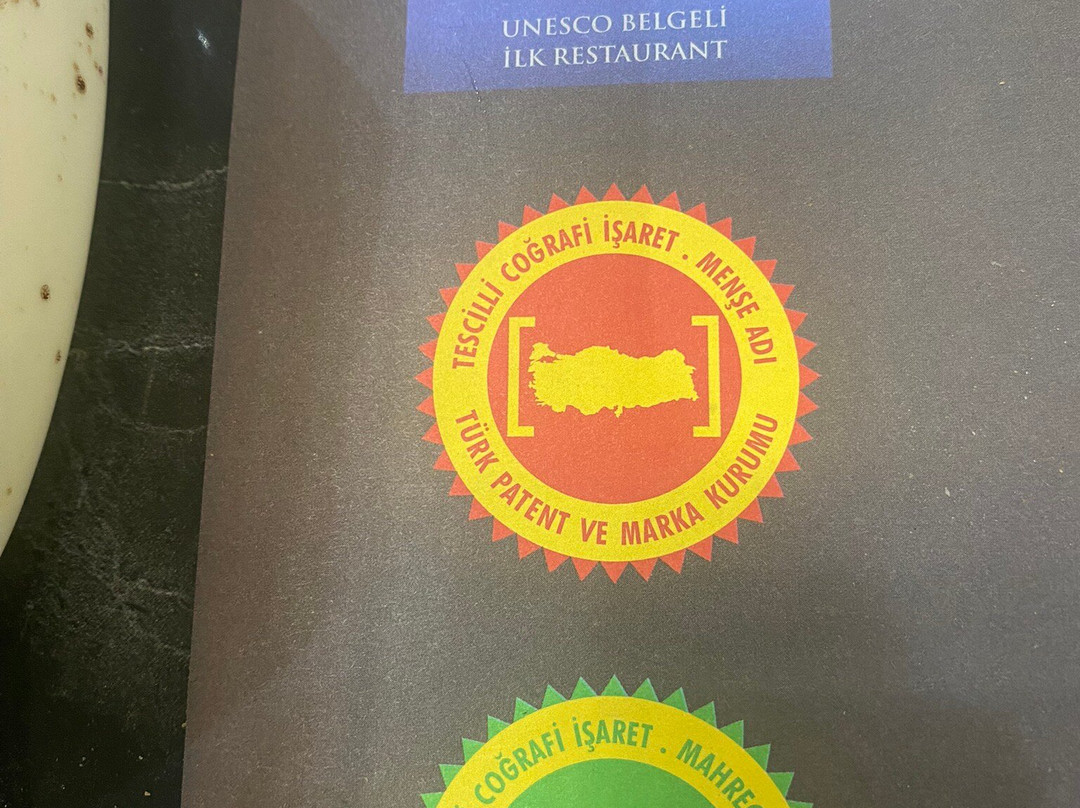 UNESCO BELGELİ
İLK RESTAURANT
TESCİLLİ COĞRAFİ İŞARET . MENŞE ADI
TÜRK PATENT VE MARKA KURUMU
COĞRAFİ İŞARET .